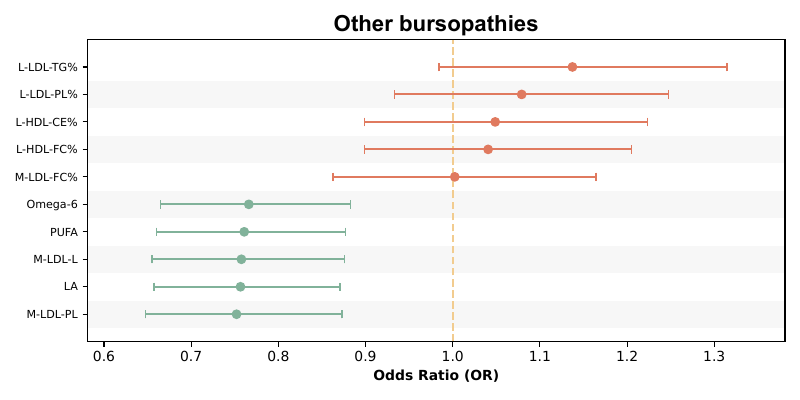 Other bursopathies
L-LDL-TG%
L-LDL-PL%
L-HDL-CE%
L-HDL-FC%
M-LDL-FC%
Omega-6
PUFA
M-LDL-L
LA
M-LDL-PL
0.6 0.7 0.8 0.9 1.0 1.1 1.2 1.3
Odds Ratio (OR)